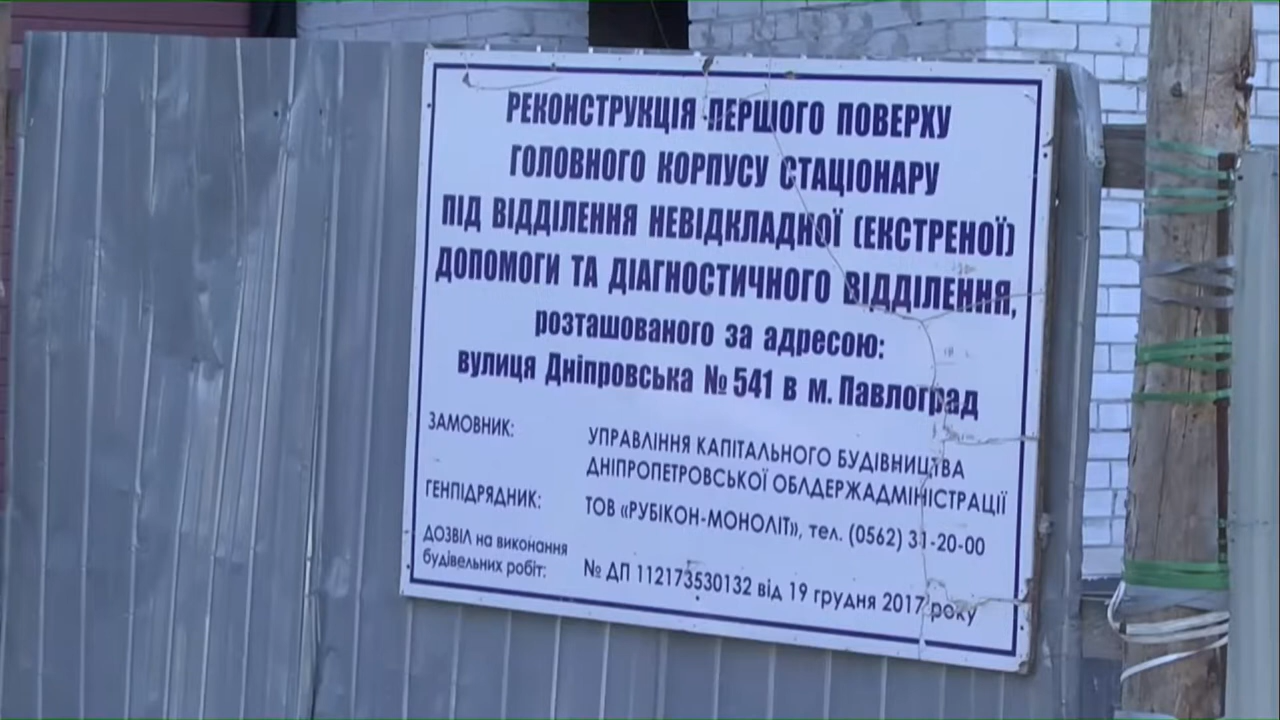 РЕКОНСТРУКЦІЯ ПЕРШОГО ПОВЕРХУ
ГОЛОВНОГО КОРПУСУ СТАЦІОНАРУ
ПІД ВІДДІЛЕННЯ НЕВІДКЛАДНОЇ (ЕКСТРЕНОЇ)
ДОПОМОГИ ТА ДІАГНОСТИЧНОГО ВІДДІЛЕННЯ,
розташованого за адресою:
вулиця Дніпровська № 541 в м. Павлоград
ЗАМОВНИК: УПРАВЛІННЯ КАПІТАЛЬНОГО БУДІВНИЦТВА
ДНІПРОПЕТРОВСЬКОЇ ОБЛДЕРЖАДМІНІСТРАЦІЇ
ГЕНПІДРЯДНИК: ТОВ «РУБІКОН-МОНОЛІТ», тел. (0562) 31-20-00
ДОЗВІЛ на виконання
будівельних робіт: № ДП 112173530132 від 19 грудня 2017 року